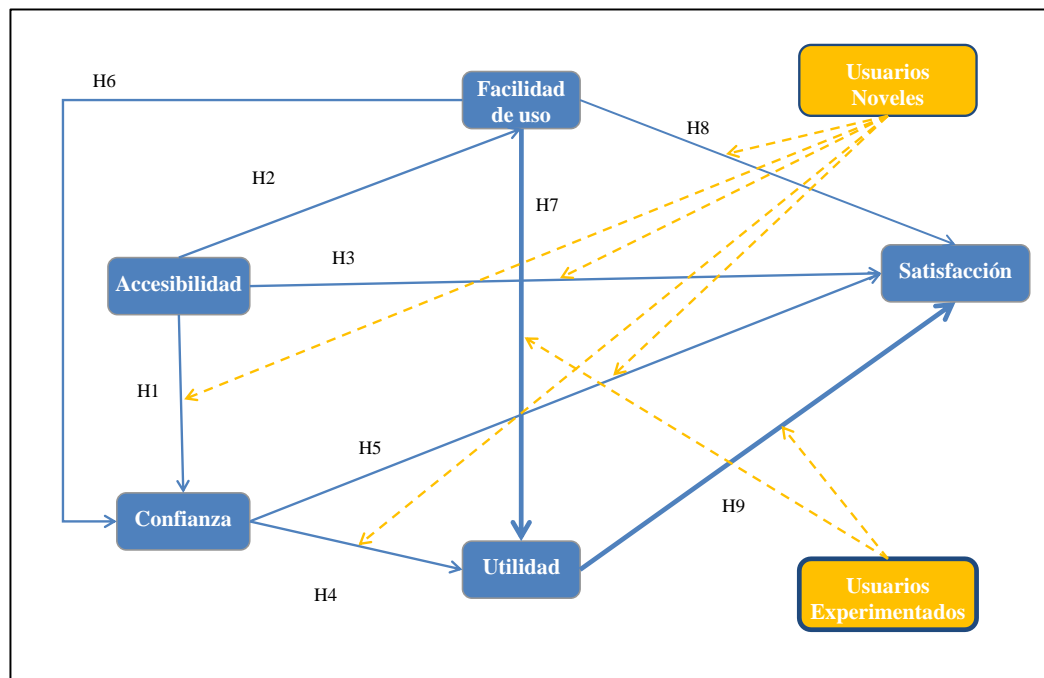 Usuarios
Noveles
H6
Facilidad
de uso
H8
H2
H7
H3
Accesibilidad
Satisfacción
H1
H5
Confianza
H9
Utilidad
H4
Usuarios
Experimentados